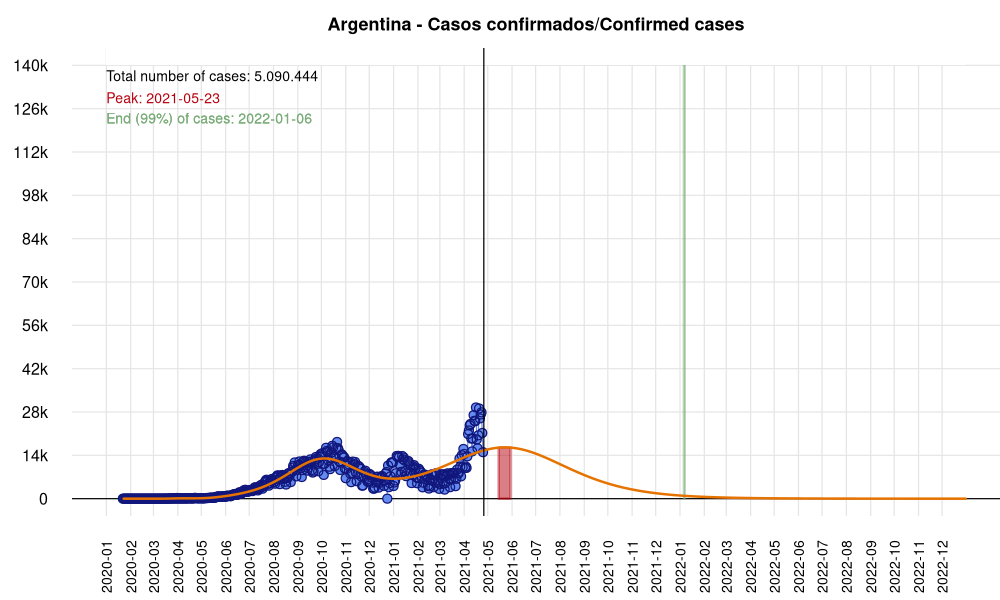 Argentina - Casos confirmados/Confirmed cases
Total number of cases: 5.090.444
Peak: 2021-05-23
End (99%) of cases: 2022-01-06
140k
126k
112k
98k
84k
70k
56k
42k
28k
14k
0
2020-01
2020-02
2020-03
2020-04
2020-05
2020-06
2020-07
2020-08
2020-09
2020-10
2020-11
2020-12
2021-01
2021-02
2021-03
2021-04
2021-05
2021-06
2021-07
2021-08
2021-09
2021-10
2021-11
2021-12
2022-01
2022-02
2022-03
2022-04
2022-05
2022-06
2022-07
2022-08
2022-09
2022-10
2022-11
2022-12